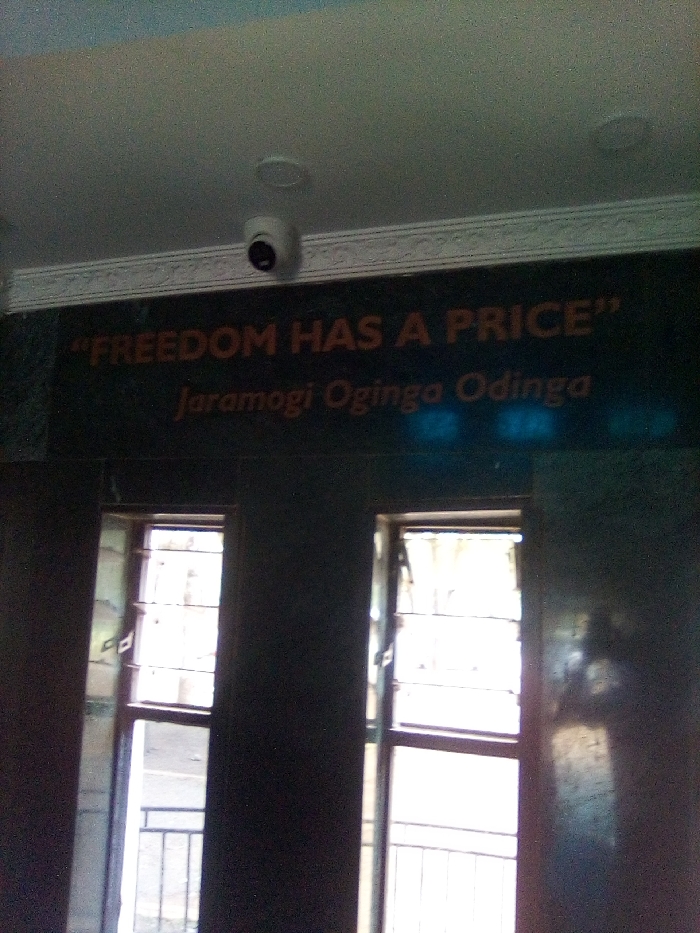 “FREEDOM HAS A PRICE”
Jaramogi Oginga Odinga